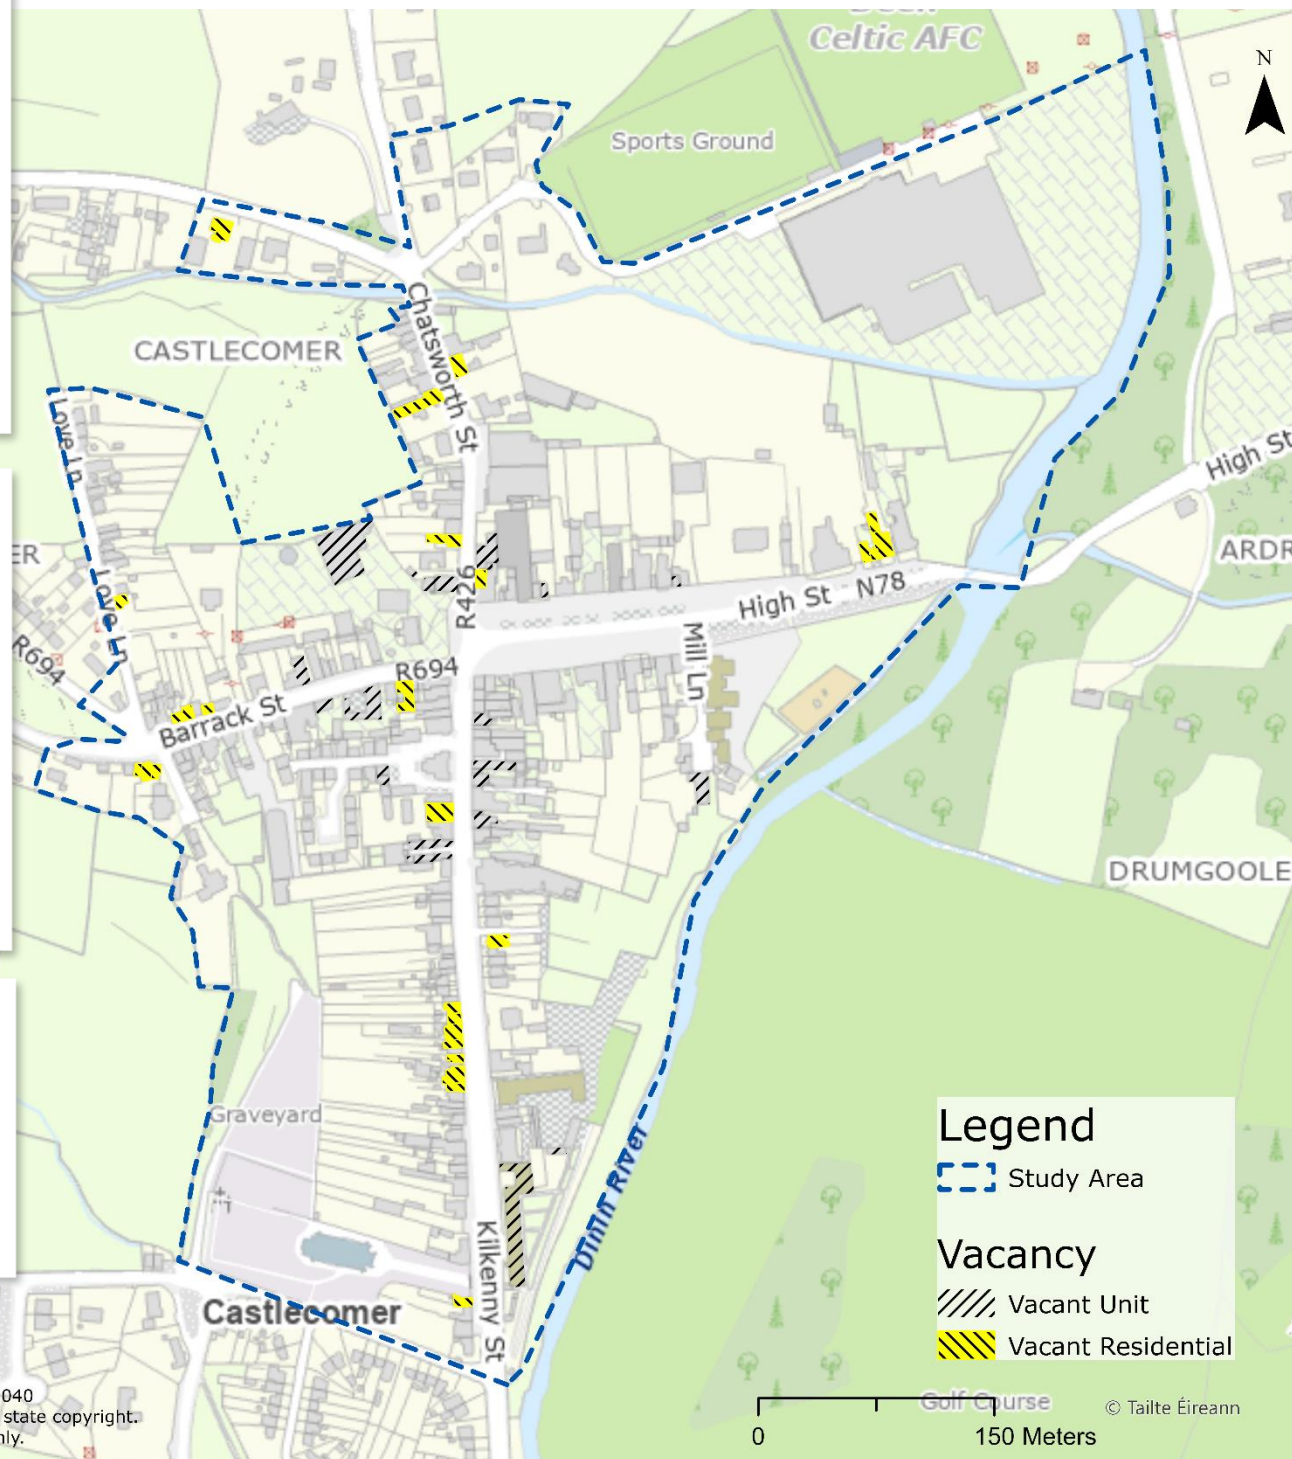 Celtic AFC
N
Sports Ground
CASTLECOMER
Chatsworth St
Love Ln
High St
ER
ARDR
R426
Love Ln
High St N78
R694
R694
Mill Ln
Barrack St
DRUMGOOLE
Graveyard
Dinin River
Kilkenny St
Castlecomer
Legend
Study Area
Vacancy
Vacant Unit
Vacant Residential
040
state copyright.
nly.
Golf Course
© Tailte Éireann
0 150 Meters